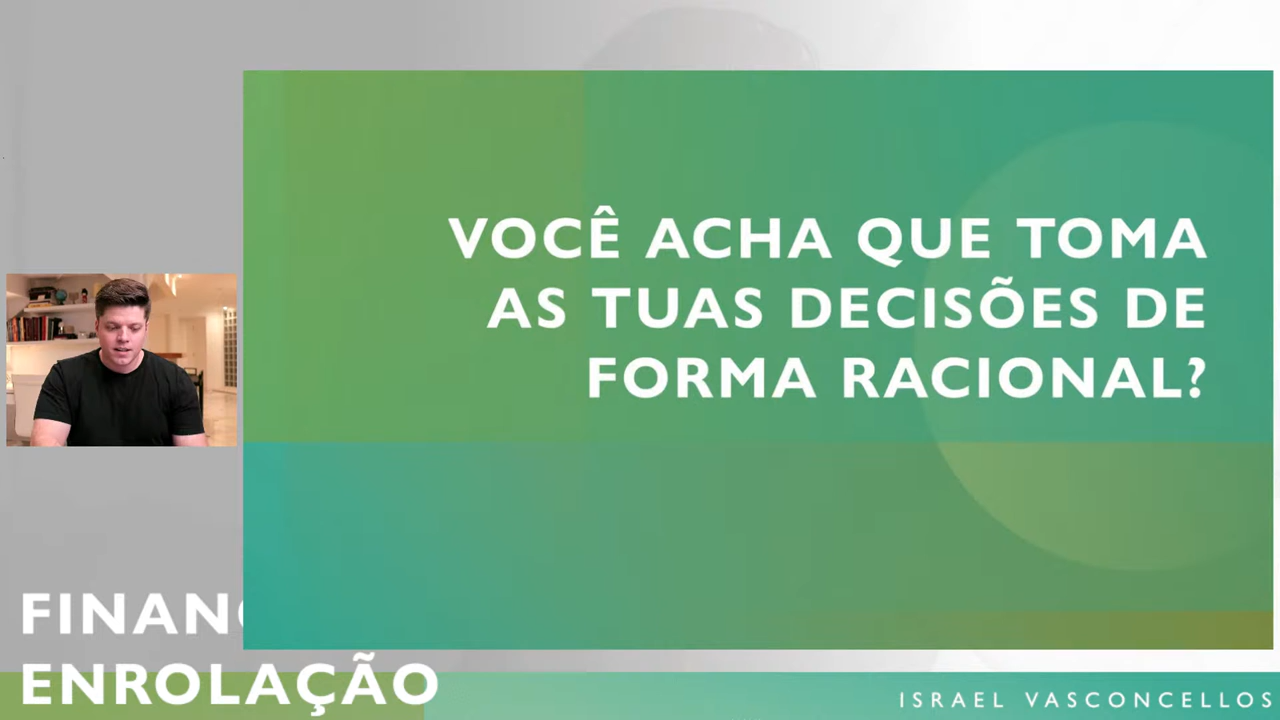 VOCÊ ACHA QUE TOMA
AS TUAS DECISÕES DE
FORMA RACIONAL?
ENROLAÇÃO
ISRAEL VASCONCELLOS